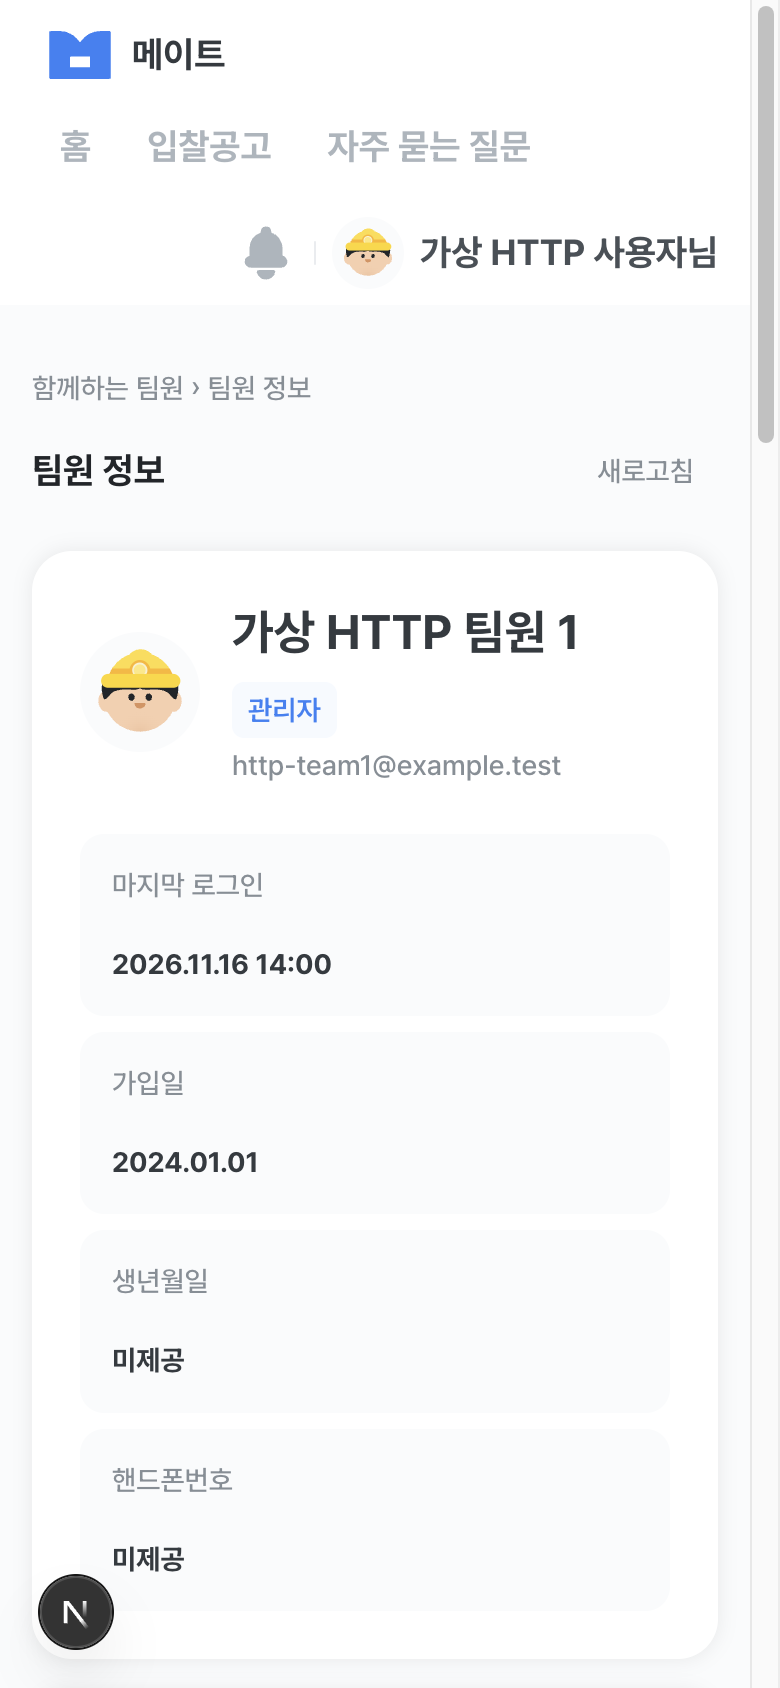 메이트
홈 입찰공고 자주 묻는 질문
가상 HTTP 사용자님
함께하는 팀원 › 팀원 정보
팀원 정보
새로고침
가상 HTTP 팀원 1
관리자
http-team1@example.test
마지막 로그인
2026.11.16 14:00
가입일
2024.01.01
생년월일
미제공
핸드폰번호
미제공
N